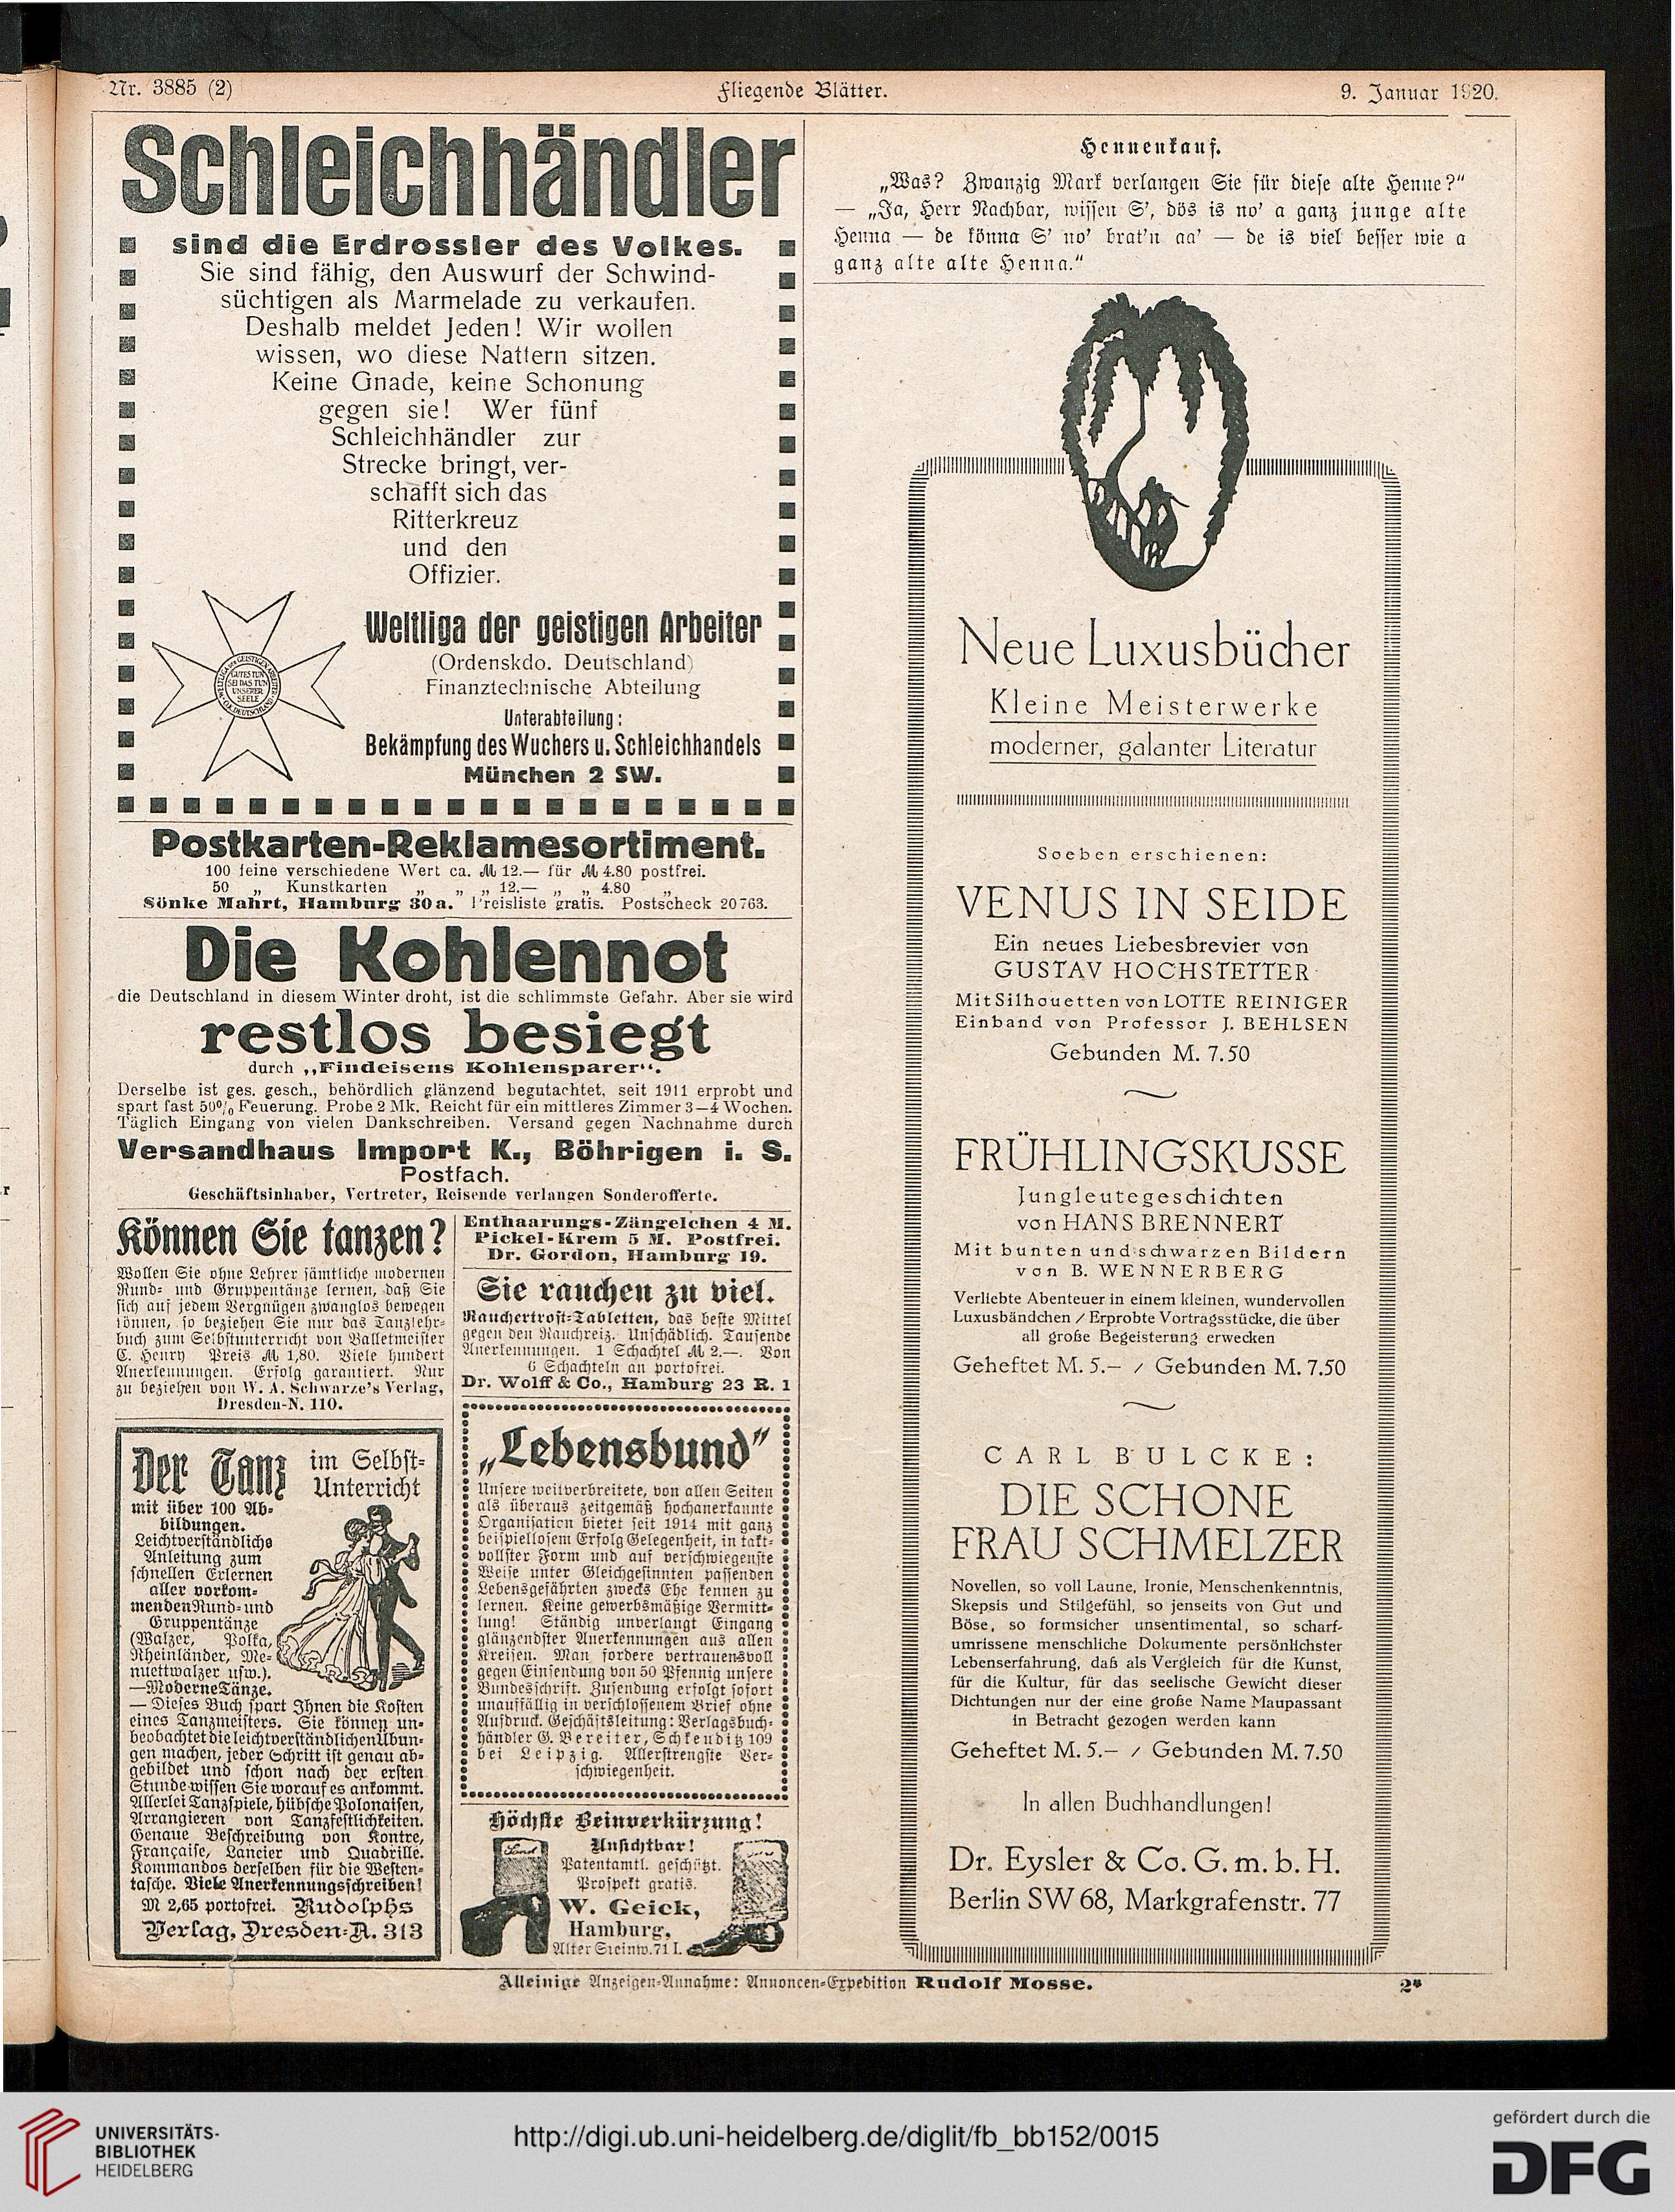 Nr. 3885 (2)
Fliegende Blätter.
9. Januar 1920.
Schleichhändler
sind die Erdrossler des Volkes.
Sie sind fähig, den Auswurf der Schwind-
süchtigen als Marmelade zu verkaufen.
Deshalb meldet Jeden! Wir wollen
wissen, wo diese Nattern sitzen.
Keine Gnade, keine Schonung
gegen sie! Wer fünf
Schleichhändler zur
Strecke bringt, ver-
schafft sich das
Ritterkreuz
und den
Offizier.
WELTLIGA DER GEISTIGEN ARBEITER
O.K. DEUTSCHLAND
GUTES TUN
SEI DAS TUN
UNSERER
SEELE
Weltliga der geistigen Arbeiter
(Ordenskdo. Deutschland)
Finanztechnische Abteilung
Unterabteilung:
Bekämpfung des Wuchers u. Schleichhandels
München 2 SW.
Postkarten-Reklamesortiment.
100 feine verschiedene Wert ca. M 12.— für M 4.80 postfrei.
50 „ Kunstkarten „ „ „ 12.— „ „ 4.80 „
Sönke Mahrt, Hamburg 30a. Preisliste gratis. Postscheck 20763.
Die Kohlennot
die Deutschland in diesem Winter droht, ist die schlimmste Gefahr. Aber sie wird
restlos besiegt
durch „Findeisens Kohlensparer“.
Derselbe ist ges. gesch., behördlich glänzend begutachtet, seit 1911 erprobt und
spart fast 50% Feuerung. Probe 2 Mk. Reicht für ein mittleres Zimmer 3—4 Wochen.
Täglich Eingang von vielen Dankschreiben. Versand gegen Nachnahme durch
Versandhaus Import K., Böhrigen i. S.
Postfach.
Geschäftsinhaber, Vertreter, Reisende verlangen Sonderofferte.
Können Sie tanzen?
Wollen Sie ohne Lehrer sämtliche modernen
Rund- und Gruppentänze lernen, daß Sie
sich auf jedem Vergnügen zwanglos bewegen
können, so beziehen Sie nur das Tanzlehr-
buch zum Selbstunterricht von Balletmeister
C. Henry Preis M 1,80. Viele hundert
Anerkennungen. Erfolg garantiert. Nur
zu beziehen von W. A. Schwarze's Verlag,
Dresden-N. 110.
Der Tanz im Selbst-
Unterricht
mit über 100 Ab-
bildungen.
Leichtverständliche
Anleitung zum
schnellen Erlernen
aller vorkom-
menden Rund- und
Gruppentänze
(Walzer, Polka,
Rheinländer, Me-
nuettwalzer usw.).
—Moderne Tänze.
— Dieses Buch spart Ihnen die Kosten
eines Tanzmeisters. Sie können un-
beobachtet die leichtverständlichen Übun-
gen machen, jeder Schritt ist genau ab-
gebildet und schon nach der ersten
Stunde wissen Sie worauf es ankommt.
Allerlei Tanzspiele, hübsche Polonaisen,
Arrangieren von Tanzfestlichkeiten.
Genaue Beschreibung von Kontre,
Française, Lancier und Quadrille.
Kommandos derselben für die Westen-
tasche. Viele Anerkennungsschreiben!
M 2,65 portofrei. Rudolphs
Verlag, Dresden-A. 313
Enthaarungs-Zängelchen 4 M.
Pickel-Krem 5 M. Postfrei.
Dr. Gordon, Hamburg 19.
Sie rauchen zu viel.
Rauchertrost-Tabletten, das beste Mittel
gegen den Rauchreiz. Unschädlich. Tausende
Anerkennungen. 1 Schachtel M 2.—. Von
6 Schachteln an portofrei.
Dr. Wolff & Co., Hamburg 23 R. 1
„Lebensbund“
Unsere weitverbreitete, von allen Seiten
als überaus zeitgemäß hochanerkannte
Organisation bietet seit 1914 mit ganz
beispiellosem Erfolg Gelegenheit, in takt-
vollster Form und auf verschwiegenste
Weise unter Gleichgesinnten passenden
Lebensgefährten zwecks Ehe kennen zu
lernen. Keine gewerbsmäßige Vermitt-
lung! Ständig unverlangt Eingang
glänzendster Anerkennungen aus allen
Kreisen. Man fordere vertrauensvoll
gegen Einsendung von 50 Pfennig unsere
Bundesschrift. Zusendung erfolgt sofort
unauffällig in verschlossenem Brief ohne
Aufdruck. Geschäftsleitung: Verlagsbuch-
händler G. Bereiter, Schkeuditz 109
bei Leipzig. Allerstrengste Ver-
schwiegenheit.
Höchste Beinverkürzung!
Unsichtbar!
Patentamtl. geschützt.
Prospekt gratis.
W. Geick,
Hamburg,
Alter Steinw. 71 I.
Hennenkauf.
„Was? Zwanzig Mark verlangen Sie für diese alte Henne?“
— „Ja, Herr Nachbar, wissen S', dös is no' a ganz junge alte
Henna — de könna S' no' brat'n aa' — de is viel besser wie a
ganz alte alte Henna.“
Neue Luxusbücher
Kleine Meisterwerke
moderner, galanter Literatur
Soeben erschienen:
VENUS IN SEIDE
Ein neues Liebesbrevier von
GUSTAV HOCHSTETTER
Mit Silhouetten von LOTTE REINIGER
Einband von Professor J. BEHLSEN
Gebunden M. 7.50
FRÜHLINGSKUSSE
Jungleutegeschichten
von HANS BRENNERT
Mit bunten und schwarzen Bildern
von B. WENNERBERG
Verliebte Abenteuer in einem kleinen, wundervollen
Luxusbändchen / Erprobte Vortragsstücke, die über
all große Begeisterung erwecken
Geheftet M. 5.– / Gebunden M. 7.50
CARL BULCKE:
DIE SCHONE
FRAU SCHMELZER
Novellen, so voll Laune, Ironie, Menschenkenntnis,
Skepsis und Stilgefühl, so jenseits von Gut und
Böse, so formsicher unsentimental, so scharf-
umrissene menschliche Dokumente persönlichster
Lebenserfahrung, daß als Vergleich für die Kunst,
für die Kultur, für das seelische Gewicht dieser
Dichtungen nur der eine große Name Maupassant
in Betracht gezogen werden kann
Geheftet M. 5.– / Gebunden M. 7.50
In allen Buchhandlungen!
Dr. Eysler & Co. G. m. b. H.
Berlin SW 68, Markgrafenstr. 77
Alleinige Anzeigen-Annahme: Annoncen-Expedition Rudolf Mosse.
2*
UNIVERSITÄTS-
BIBLIOTHEK
HEIDELBERG
http://digi.ub.uni-heidelberg.de/diglit/fb_bb152/0015
gefördert durch die
DFG